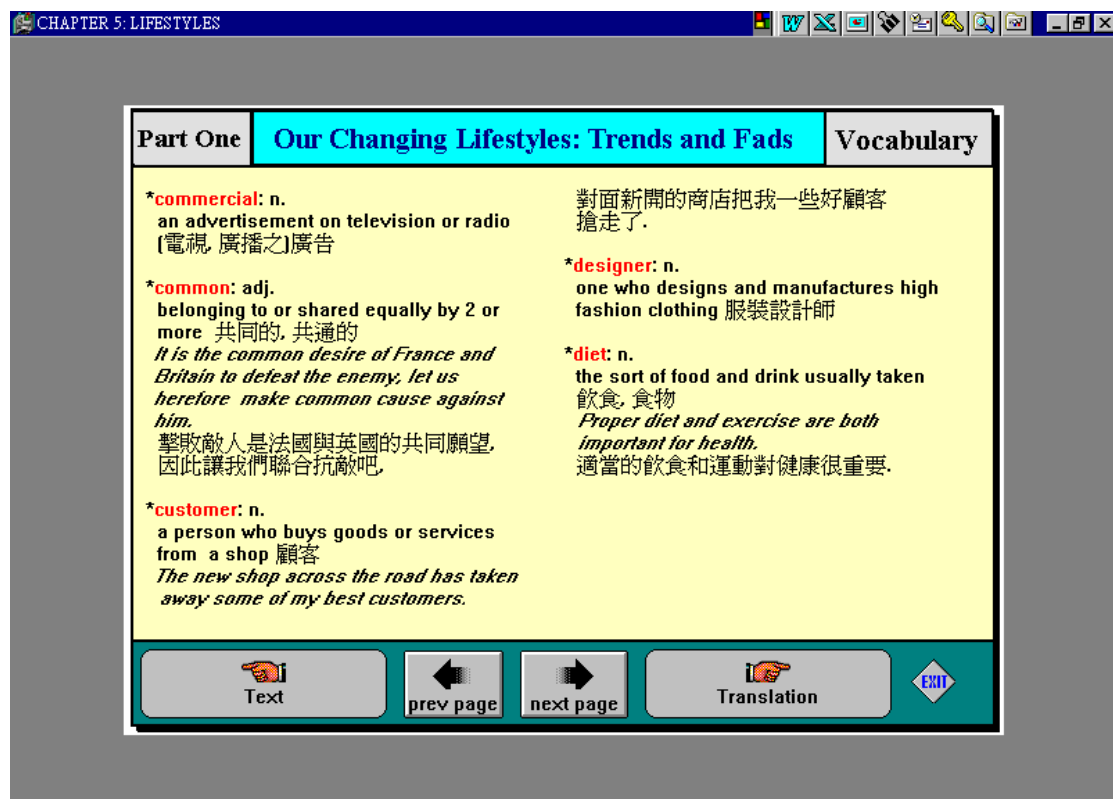 CHAPTER 5: LIFESTYLES
Part One
Our Changing Lifestyles: Trends and Fads
Vocabulary
*commercial: n.
an advertisement on television or radio
(電視, 廣播之)廣告
*common: adj.
belonging to or shared equally by 2 or
more 共同的, 共通的
It is the common desire of France and
Britain to defeat the enemy, let us
herefore make common cause against
him.
擊敗敵人是法國與英國的共同願望,
因此讓我們聯合抗敵吧,
*customer: n.
a person who buys goods or services
from a shop 顧客
The new shop across the road has taken
away some of my best customers.
對面新開的商店把我一些好顧客
搶走了.
*designer: n.
one who designs and manufactures high
fashion clothing 服裝設計師
*diet: n.
the sort of food and drink usually taken
飲食, 食物
Proper diet and exercise are both
important for health.
適當的飲食和運動對健康很重要.
Text
prev page
next page
Translation
EXIT